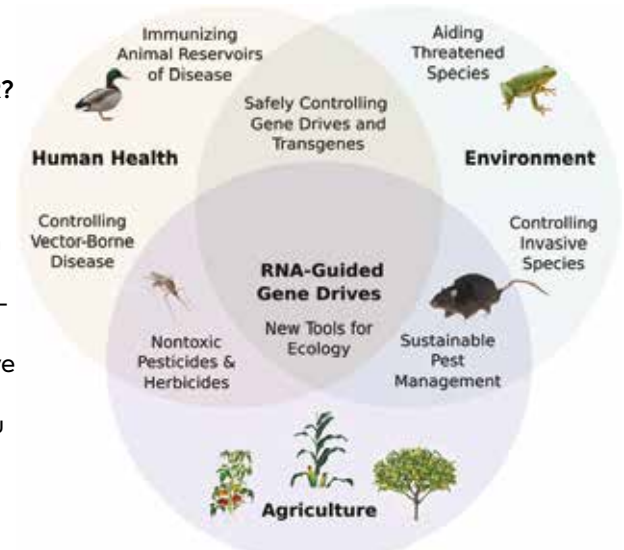 Immunizing
Animal Reservoirs
of Disease
Aiding
Threatened
Species
?
Safely Controlling
Gene Drives and
Transgenes
Human Health
Environment
Controlling
Vector-Borne
Disease
Controlling
Invasive
Species
RNA-Guided
Gene Drives
New Tools for
Ecology
Nontoxic
Pesticides &
Herbicides
Sustainable
Pest
Management
Agriculture